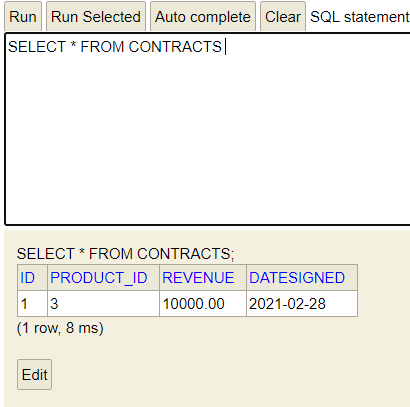 Run Run Selected Auto complete Clear SQL statement
SELECT * FROM CONTRACTS
SELECT * FROM CONTRACTS;
ID PRODUCT_ID REVENUE DATESIGNED
1 3 10000.00 2021-02-28
(1 row, 8 ms)
Edit